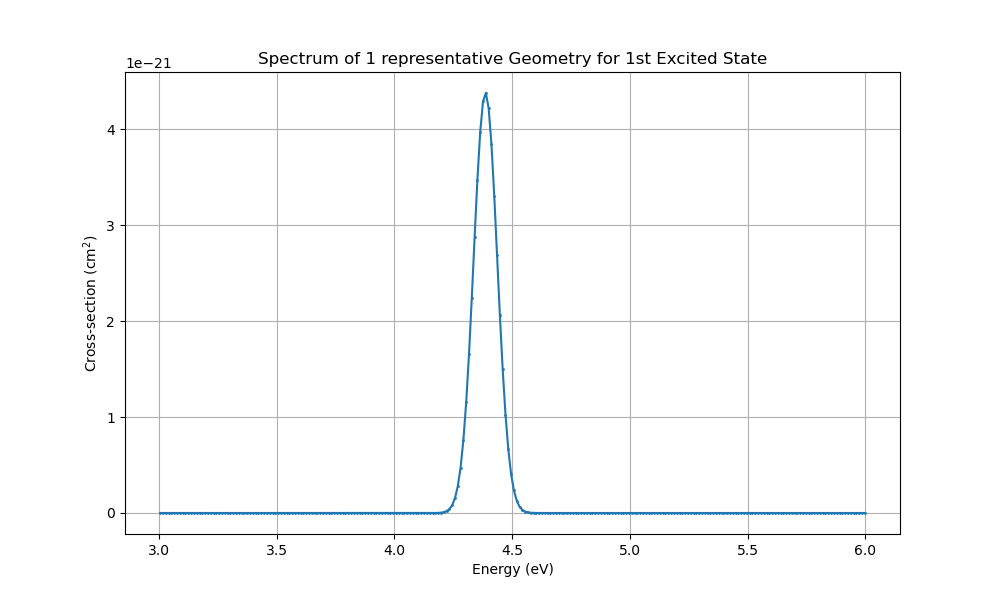 Spectrum of 1 representative Geometry for 1st Excited State
1e−21
4
3
2
1
0
Cross-section (cm²)
3.0 3.5 4.0 4.5 5.0 5.5 6.0
Energy (eV)